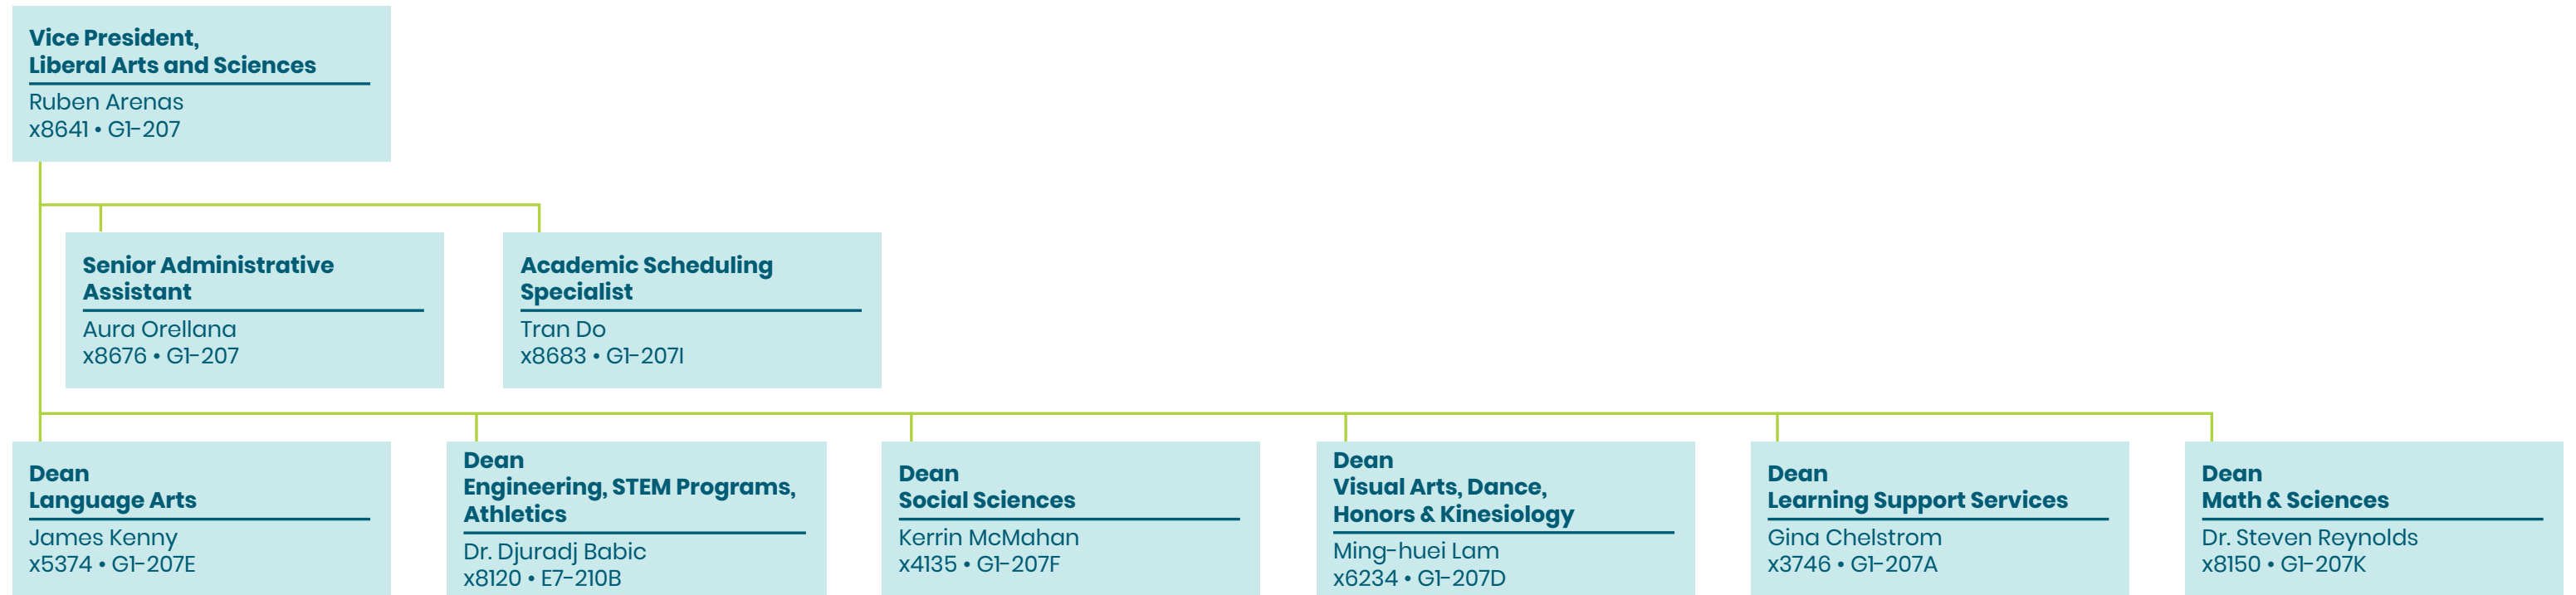 Vice President,
Liberal Arts and Sciences
Ruben Arenas
x8641 • G1-207
Senior Administrative
Assistant
Aura Orellana
x8676 • G1-207
Academic Scheduling
Specialist
Tran Do
x8683 • G1-207I
Dean
Language Arts
James Kenny
x5374 • G1-207E
Dean
Engineering, STEM Programs,
Athletics
Dr. Djuradj Babic
x8120 • E7-210B
Dean
Social Sciences
Kerrin McMahan
x4135 • G1-207F
Dean
Visual Arts, Dance,
Honors & Kinesiology
Ming-huei Lam
x6234 • G1-207D
Dean
Learning Support Services
Gina Chelstrom
x3746 • G1-207A
Dean
Math & Sciences
Dr. Steven Reynolds
x8150 • G1-207K